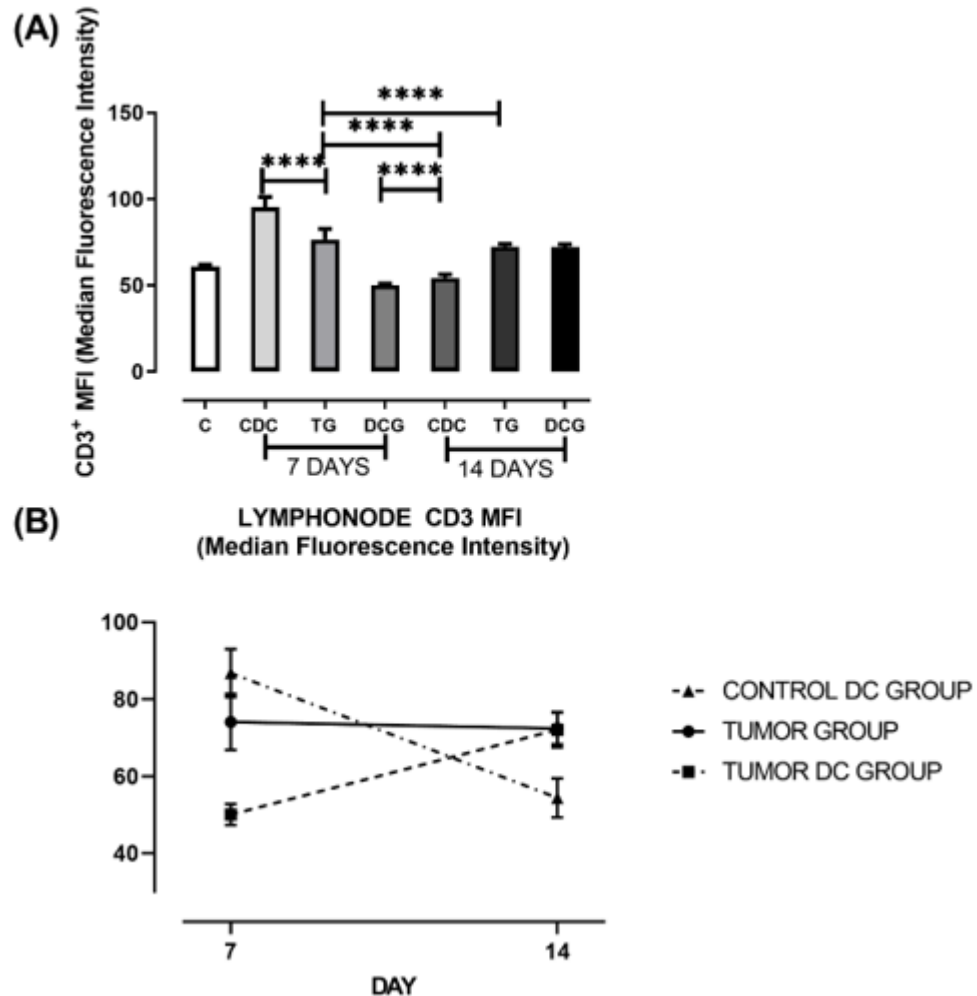 (A)
CD3+ MFI (Median Fluorescence Intensity)
150
100
50
0
****
****
****
****
C CDC TG DCG CDC TG DCG
7 DAYS 14 DAYS
(B)
LYMPHONODE CD3 MFI
(Median Fluorescence Intensity)
100
80
60
40
7 14
DAY
CONTROL DC GROUP
TUMOR GROUP
TUMOR DC GROUP